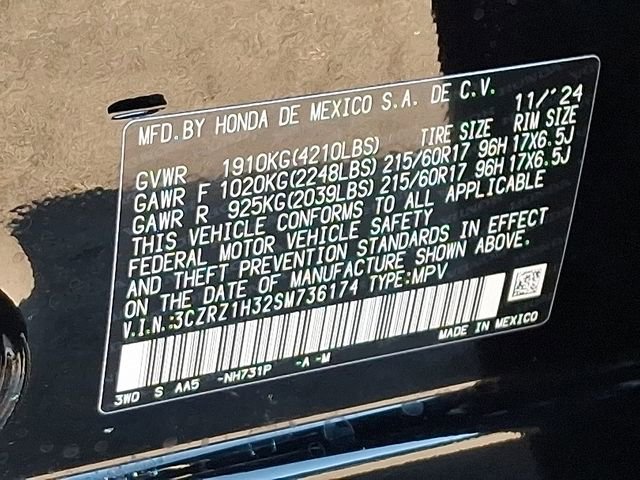 MFD.BY HONDA DE MEXICO S.A. DE C.V. 11/'24
GVWR 1910KG(4210LBS) TIRE SIZE RIM SIZE
GAWR F 1020KG(2248LBS) 215/60R17 96H 17X6.5J
GAWR R 925KG(2039LBS) 215/60R17 96H 17X6.5J
THIS VEHICLE CONFORMS TO ALL APPLICABLE
FEDERAL MOTOR VEHICLE SAFETY
AND THEFT PREVENTION STANDARDS IN EFFECT
ON THE DATE OF MANUFACTURE SHOWN ABOVE.
V.I.N.:3CZRZ1H32SM736174 TYPE:MPV
MADE IN MEXICO
3W0 S AA5 -NH731P -A -M